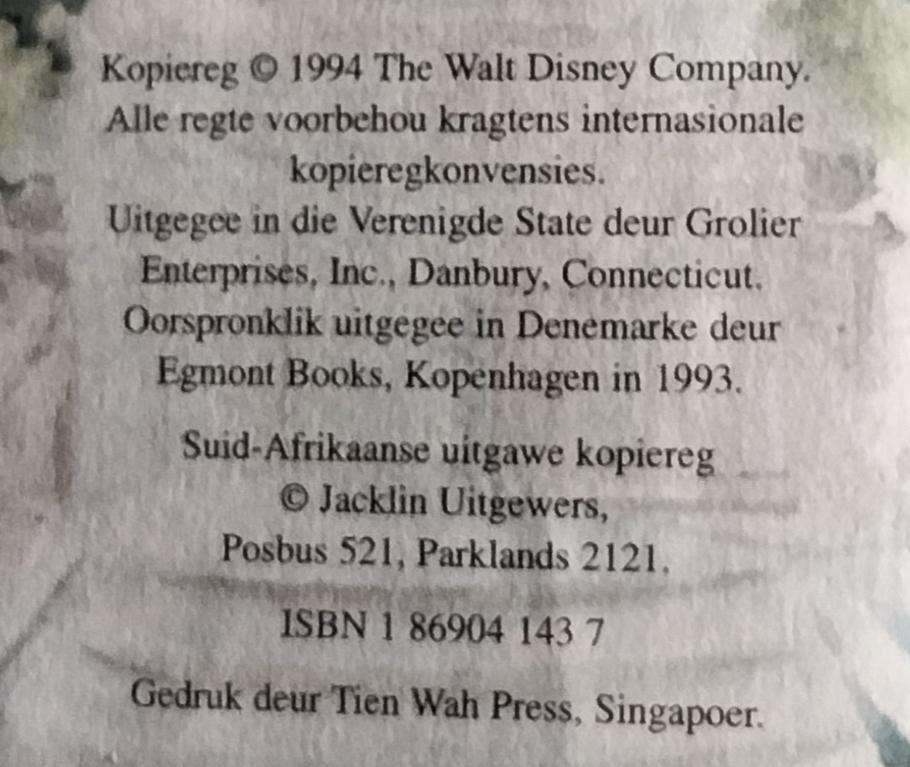 Kopiereg © 1994 The Walt Disney Company.
Alle regte voorbehou kragtens internasionale
kopieregkonvensies.
Uitgegee in die Verenigde State deur Grolier
Enterprises, Inc., Danbury, Connecticut.
Oorspronklik uitgegee in Denemarke deur
Egmont Books, Kopenhagen in 1993.
Suid-Afrikaanse uitgawe kopiereg
© Jacklin Uitgewers,
Posbus 521, Parklands 2121.
ISBN 1 86904 143 7
Gedruk deur Tien Wah Press, Singapoer.